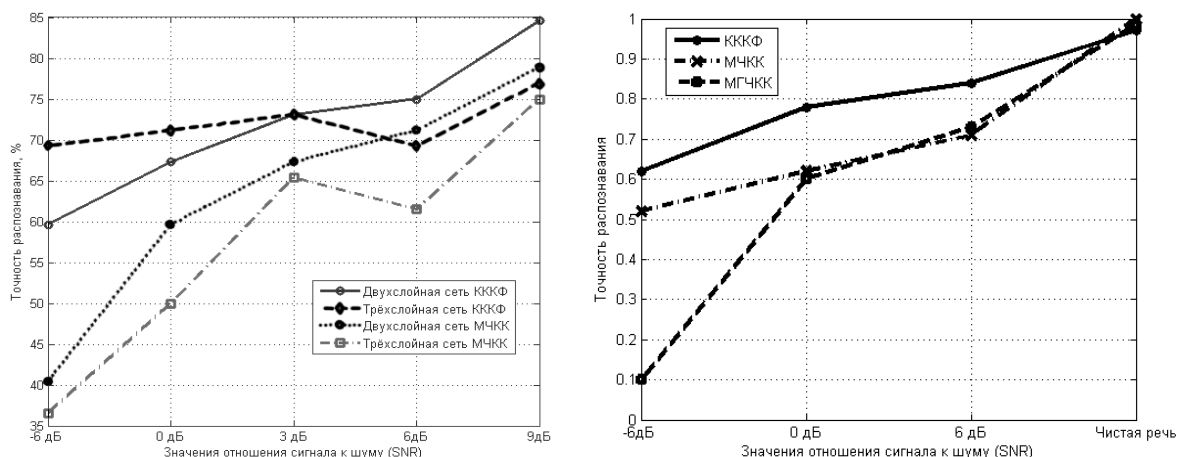 85
80
75
70
65
60
55
50
45
40
35
Точность распознавания, %
Двухслойная сеть КККФ
Трёхслойная сеть КККФ
Двухслойная сеть МЧКК
Трёхслойная сеть МЧКК
-6 дБ
0 дБ
3 дБ
6дБ
9дБ
Значения отношения сигнала к шуму (SNR)
1
0.9
0.8
0.7
0.6
0.5
0.4
0.3
0.2
0.1
0
Точность распознавания
КККФ
МЧКК
МГЧКК
-6дБ
0 дБ
6 дБ
Чистая речь
Значения отношения сигнала к шуму (SNR)